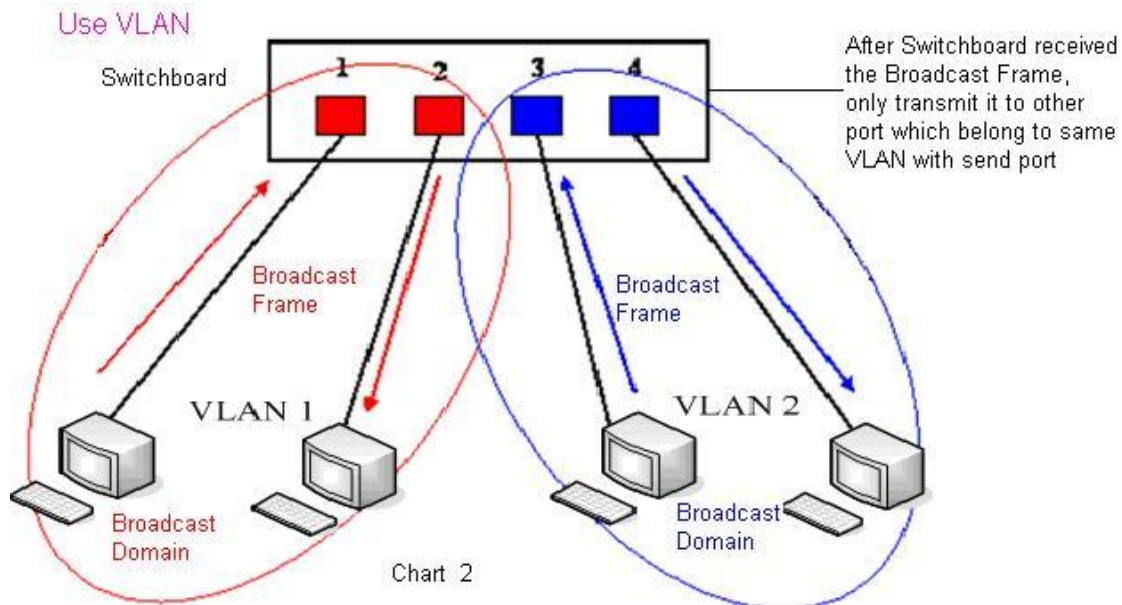 Use VLAN
Switchboard
1 2 3 4
After Switchboard received
the Broadcast Frame,
only transmit it to other
port which belong to same
VLAN with send port
Broadcast
Frame
Broadcast
Frame
VLAN 1
VLAN 2
Broadcast
Domain
Broadcast
Domain
Chart 2